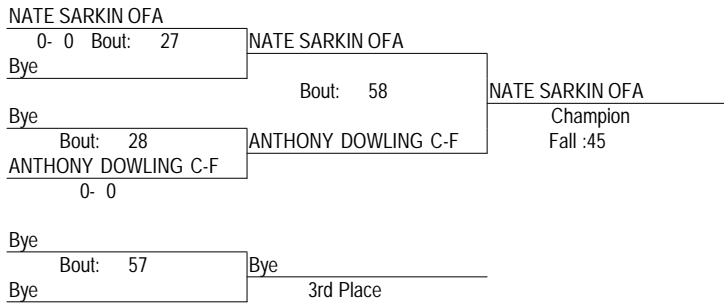 NATE SARKIN OFA
0- 0 Bout: 27
NATE SARKIN OFA
Bye
Bout: 58
NATE SARKIN OFA
Bye
Champion
Bout: 28
ANTHONY DOWLING C-F
Fall :45
ANTHONY DOWLING C-F
0- 0
Bye
Bout: 57
Bye
Bye
3rd Place